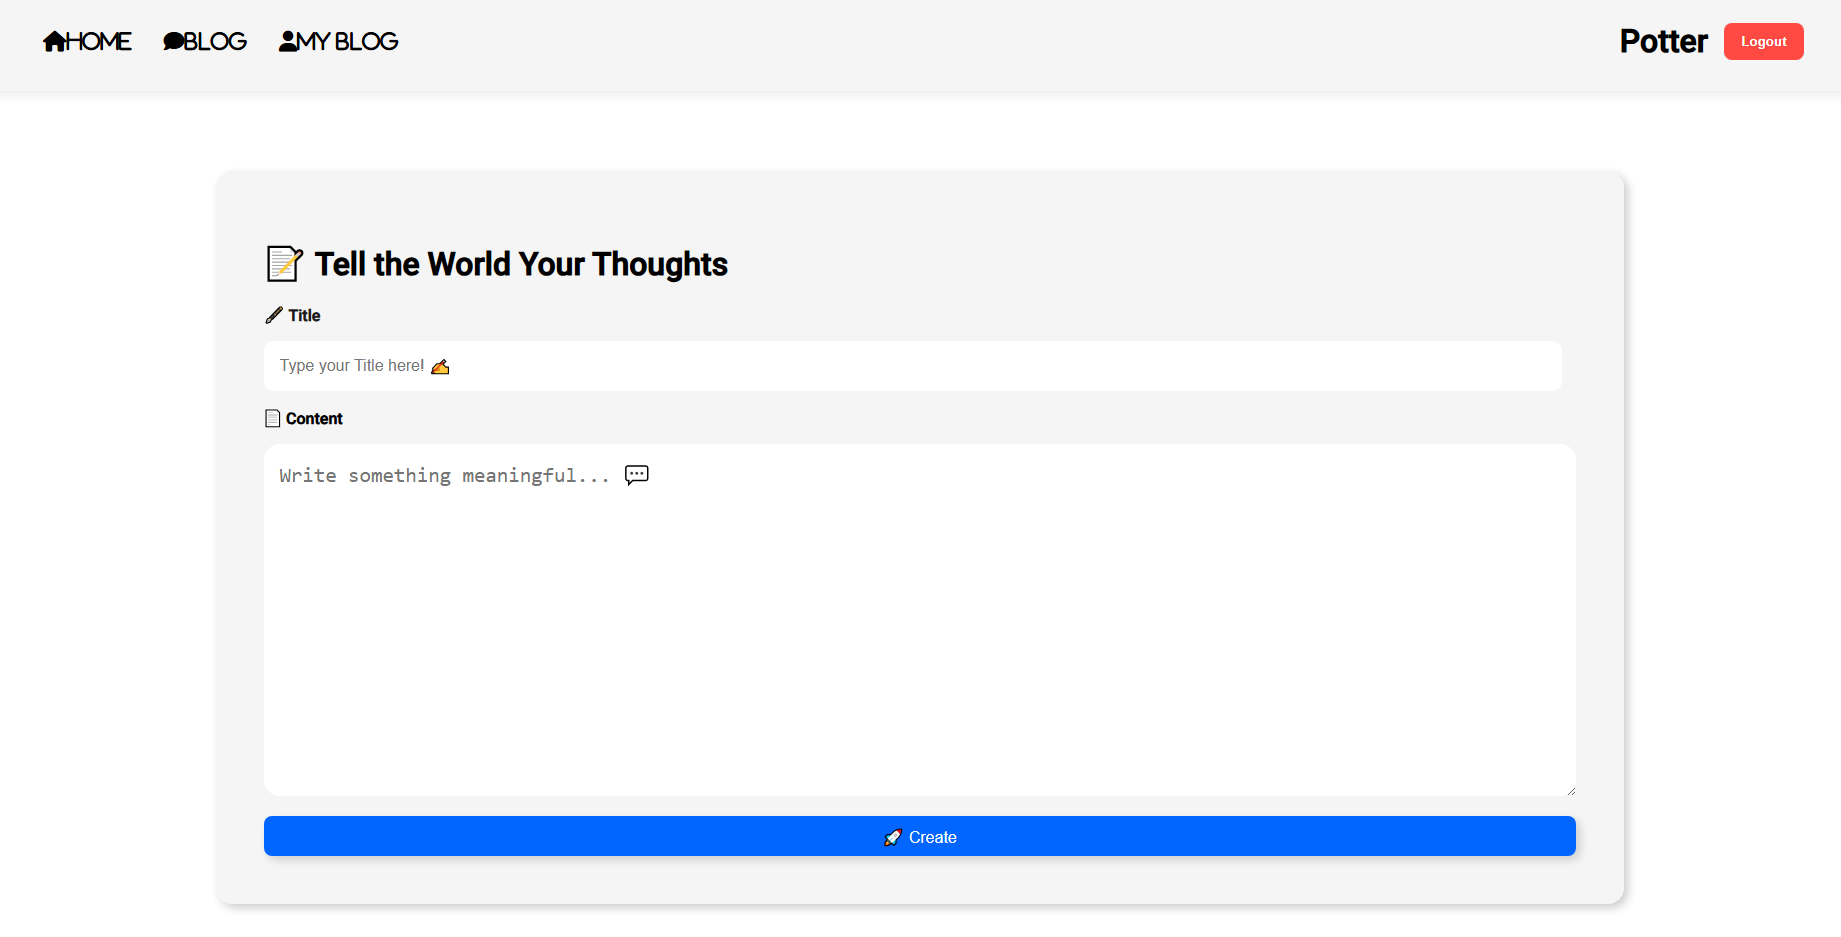 HOME BLOG MY BLOG Potter Logout
📝 Tell the World Your Thoughts
🖋️ Title
Type your Title here! ✍️
📄 Content
Write something meaningful... 💬
🚀 Create